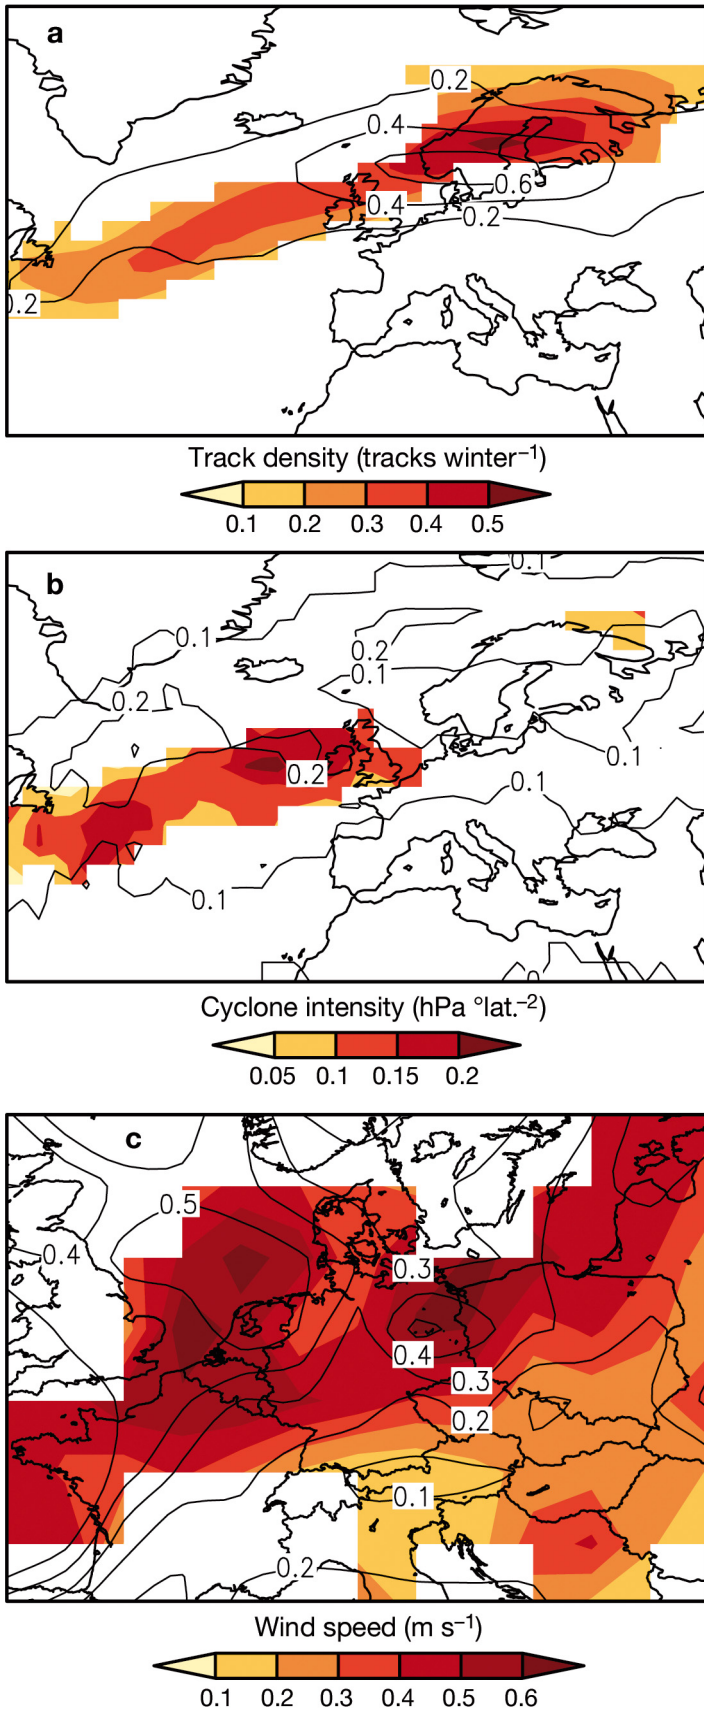 a
0.2
0.4
0.6
0.4
0.2
0.2
Track density (tracks winter⁻¹)
0.1 0.2 0.3 0.4 0.5
b
0.1
0.1
0.2
0.1
0.2
0.1
0.2
0.1
0.1
0
Cyclone intensity (hPa °lat.⁻²)
0.05 0.1 0.15 0.2
c
0.5
0.4
0.3
0.4
0.3
0.2
0.1
0.2
Wind speed (m s⁻¹)
0.1 0.2 0.3 0.4 0.5 0.6